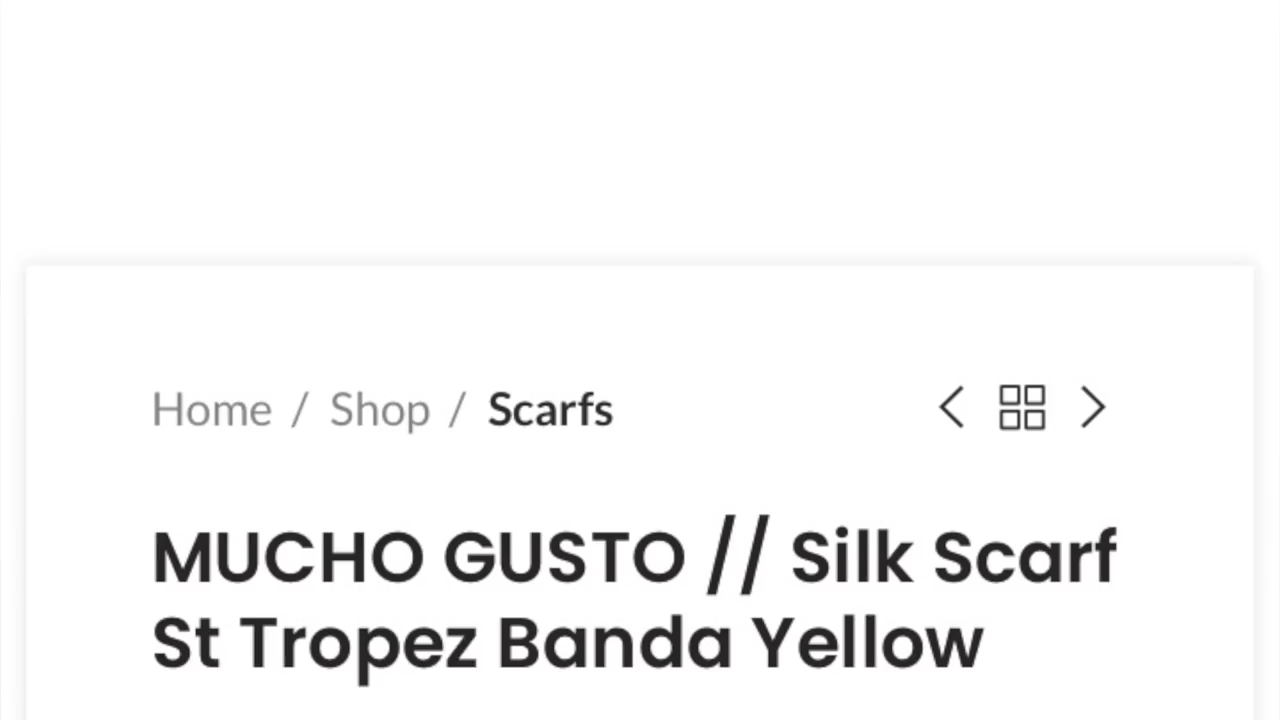 Home / Shop / Scarfs
MUCHO GUSTO // Silk Scarf
St Tropez Banda Yellow